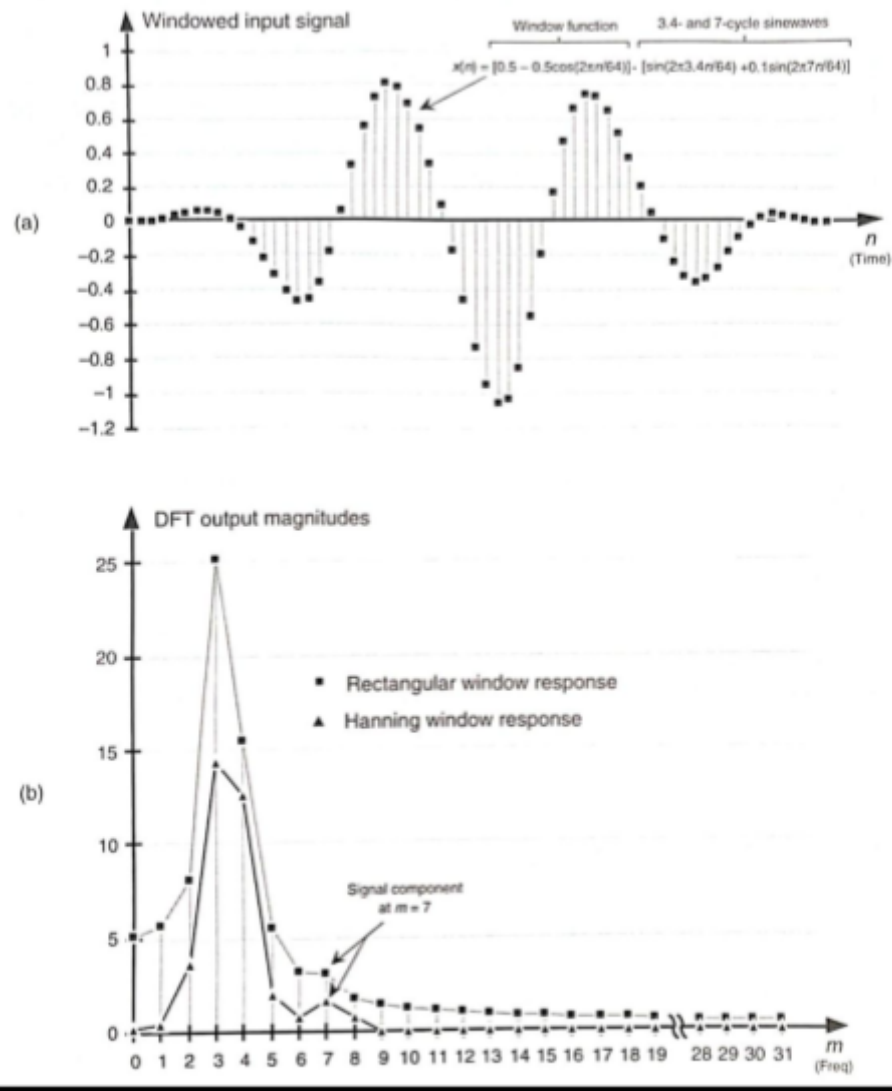 Windowed input signal
Window function
3.4- and 7-cycle sinewaves
x(n) = [0.5 – 0.5cos(2πn/64)] · [sin(2π3.4n/64) +0.1sin(2π7n/64)]
1
0.8
0.6
0.4
0.2
0
−0.2
−0.4
−0.6
−0.8
−1
−1.2
(a)
n
(Time)
DFT output magnitudes
25
20
15
10
5
0
Rectangular window response
Hanning window response
(b)
Signal component
at m = 7
0 1 2 3 4 5 6 7 8 9 10 11 12 13 14 15 16 17 18 19 28 29 30 31
m
(Freq)